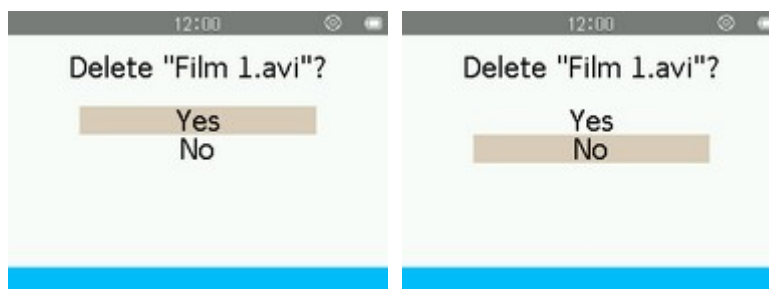 12:00
Delete "Film 1.avi"?
Yes
No
12:00
Delete "Film 1.avi"?
Yes
No